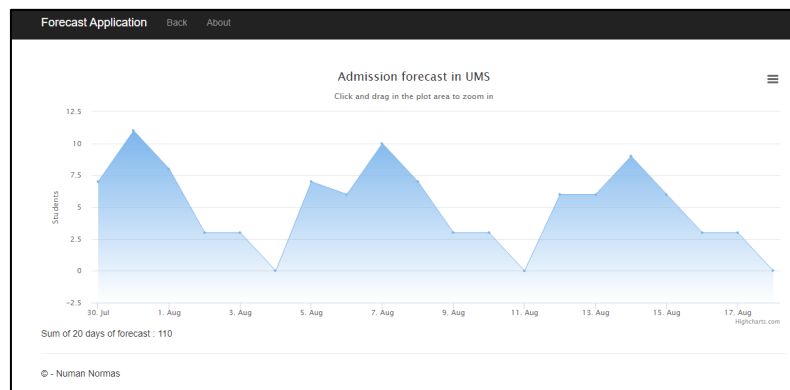 Forecast Application Back About
Admission forecast in UMS
Click and drag in the plot area to zoom in
Students
12.5
10
7.5
5
2.5
0
−2.5
30. Jul 1. Aug 3. Aug 5. Aug 7. Aug 9. Aug 11. Aug 13. Aug 15. Aug 17. Aug
Highcharts.com
Sum of 20 days of forecast : 110
© - Numan Normas